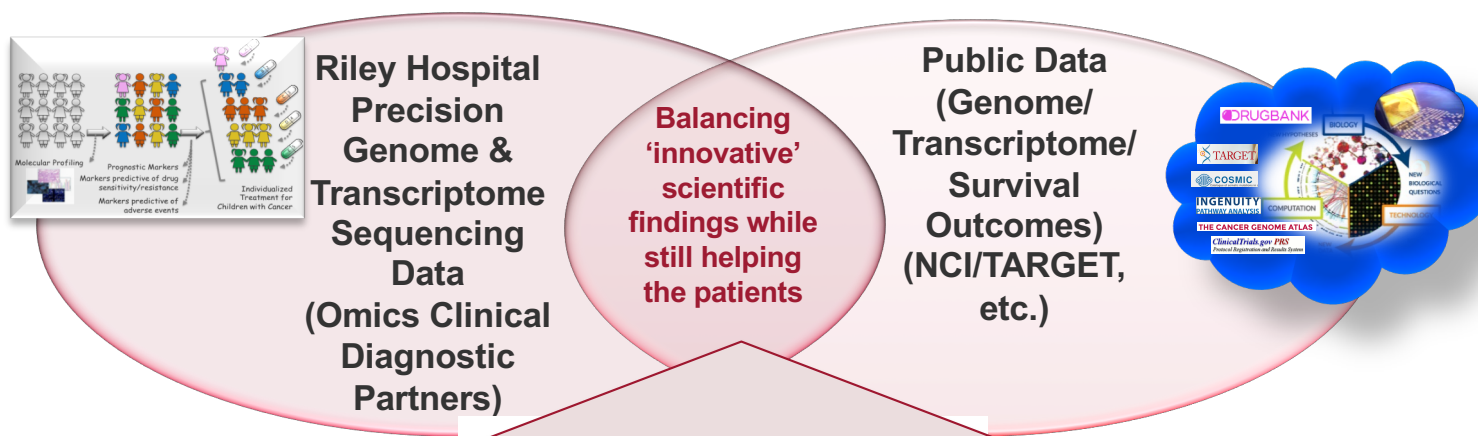 Molecular Profiling
Prognostic Markers
Markers predictive of drug
sensitivity/resistance
Markers predictive of
adverse events
Individualized
Treatment for
Children with Cancer
Riley Hospital
Precision
Genome &
Transcriptome
Sequencing
Data
(Omics Clinical
Diagnostic
Partners)
Balancing
‘innovative’
scientific
findings while
still helping
the patients
Public Data
(Genome/
Transcriptome/
Survival
Outcomes)
(NCI/TARGET,
etc.)
DRUGBANK
TARGET
COSMIC
INGENUITY
PATHWAY ANALYSIS
THE CANCER GENOME ATLAS
ClinicalTrials.gov PRS
Protocol Registration and Results System
HYPOTHESES
BIOLOGY
NEW
BIOLOGICAL
QUESTIONS
COMPUTATION
TECHNOLOGY